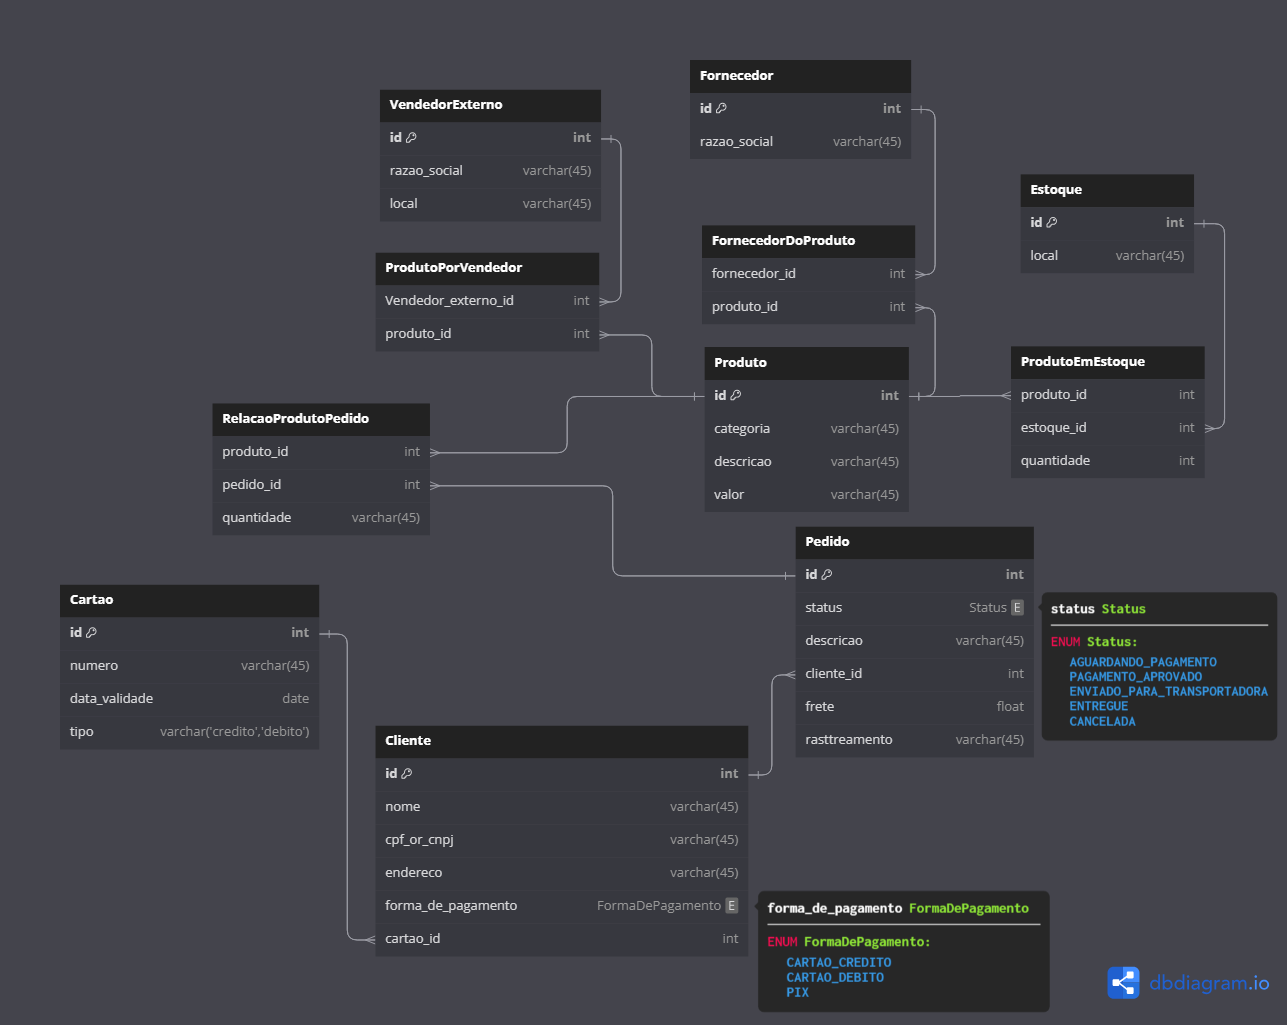 Fornecedor
id int
razao_social varchar(45)
VendedorExterno
id int
razao_social varchar(45)
local varchar(45)
Estoque
id int
local varchar(45)
FornecedorDoProduto
fornecedor_id int
produto_id int
ProdutoPorVendedor
Vendedor_externo_id int
produto_id int
Produto
id int
categoria varchar(45)
descricao varchar(45)
valor varchar(45)
ProdutoEmEstoque
produto_id int
estoque_id int
quantidade int
RelacaoProdutoPedido
produto_id int
pedido_id int
quantidade varchar(45)
Pedido
id int
status Status E
descricao varchar(45)
cliente_id int
frete float
rasttreamento varchar(45)
status Status
ENUM Status:
AGUARDANDO_PAGAMENTO
PAGAMENTO_APROVADO
ENVIADO_PARA_TRANSPORTADORA
ENTREGUE
CANCELADA
Cartao
id int
numero varchar(45)
data_validade date
tipo varchar('credito','debito')
Cliente
id int
nome varchar(45)
cpf_or_cnpj varchar(45)
endereco varchar(45)
forma_de_pagamento FormaDePagamento E
cartao_id int
forma_de_pagamento FormaDePagamento
ENUM FormaDePagamento:
CARTAO_CREDITO
CARTAO_DEBITO
PIX
dbdiagram.io